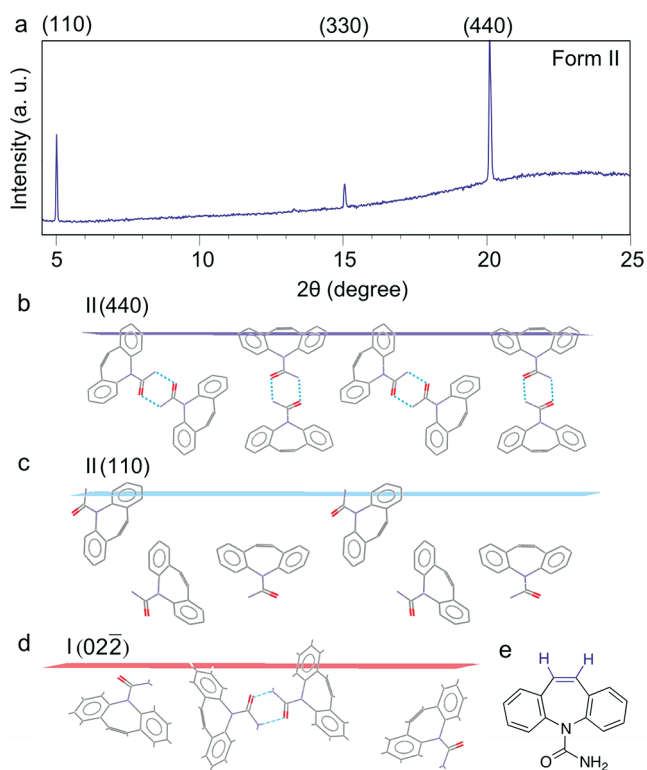 a
(110) (330) (440)
Form II
Intensity (a. u.)
5 10 15 20 25
2θ (degree)
b II(440)
c II(110)
d I(022̅)
e
H H
N
O NH₂